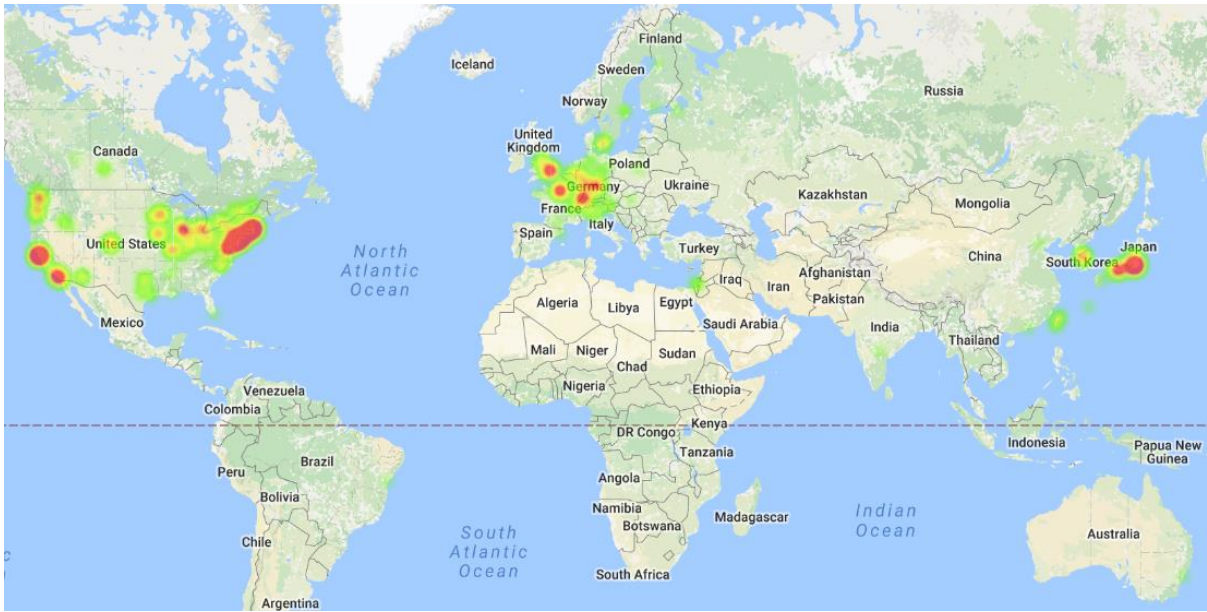 Finland
Iceland
Sweden
Russia
Norway
Canada
United
Kingdom
Poland
Germany
Ukraine
Kazakhstan
Mongolia
France
Italy
United States
Spain
Turkey
China
Japan
South Korea
North
Atlantic
Ocean
Iraq
Iran
Afghanistan
Pakistan
Algeria
Libya
Egypt
Mexico
Saudi Arabia
India
Thailand
Mali
Niger
Sudan
Chad
Nigeria
Ethiopia
Venezuela
Colombia
DR Congo
Kenya
Indonesia
Papua New
Guinea
Tanzania
Brazil
Peru
Angola
Bolivia
Namibia
Botswana
Madagascar
Indian
Ocean
Australia
Chile
South
Atlantic
Ocean
South Africa
Argentina